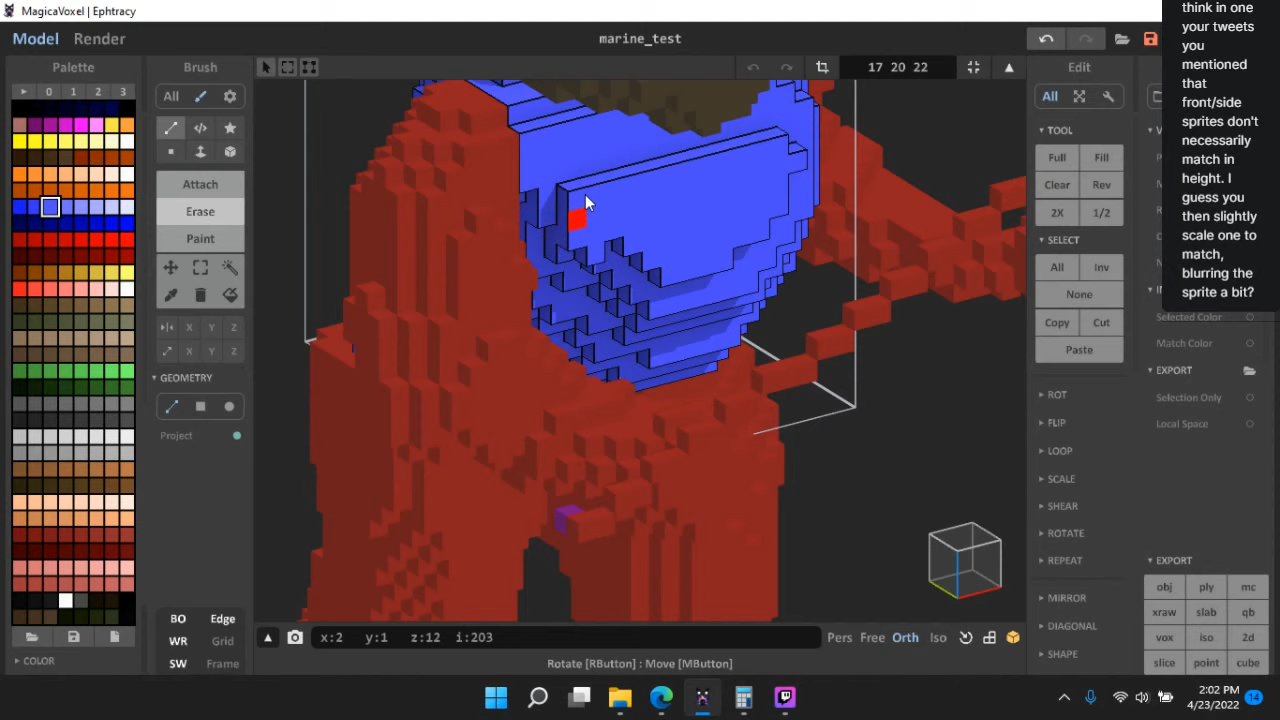 MagicaVoxel | Ephtracy
Model Render
marine_test
think in one
your tweets
you
mentioned
that
front/side
sprites don't
necessarily
match in
height. I
guess you
then slightly
scale one to
match,
blurring the
sprite a bit?
Palette
0 1 2 3
COLOR
Brush
All
Attach
Erase
Paint
X Y Z
X Y Z
GEOMETRY
Project
BO Edge
WR Grid
SW Frame
17 20 22
x:2 y:1 z:12 i:203
Pers Free Orth Iso
Rotate [RButton] : Move [MButton]
Edit
All
TOOL
Full Fill
Clear Rev
2X 1/2
SELECT
All Inv
None
Copy Cut
Paste
ROT
FLIP
LOOP
SCALE
SHEAR
ROTATE
REPEAT
MIRROR
DIAGONAL
SHAPE
Selected Color
Match Color
EXPORT
Selection Only
Local Space
EXPORT
obj ply mc
xraw slab qb
vox iso 2d
slice point cube
2:02 PM
4/23/2022
14